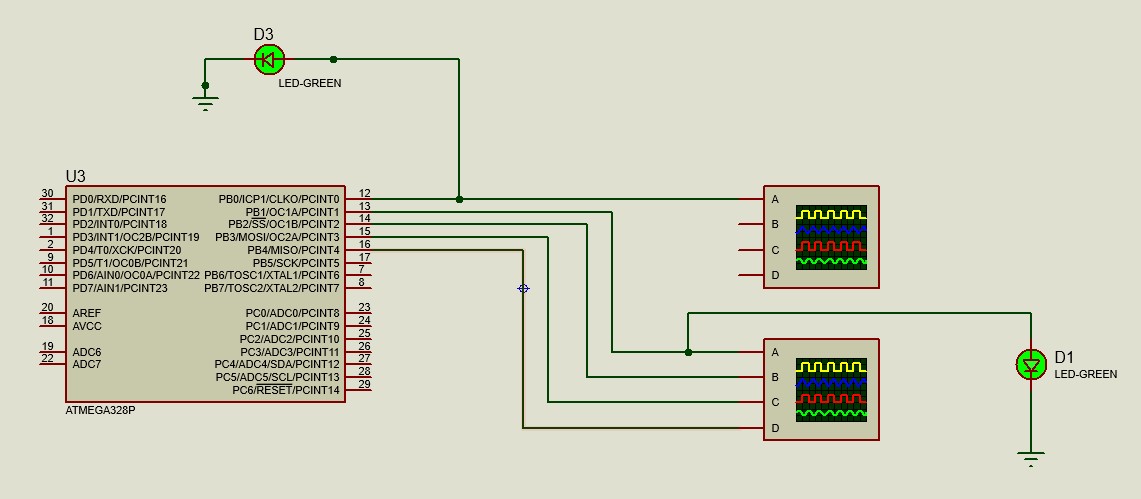 D3
LED-GREEN
U3
30 PD0/RXD/PCINT16 PB0/ICP1/CLKO/PCINT0 12
31 PD1/TXD/PCINT17 PB1/OC1A/PCINT1 13
32 PD2/INT0/PCINT18 PB2/SS/OC1B/PCINT2 14
1 PD3/INT1/OC2B/PCINT19 PB3/MOSI/OC2A/PCINT3 15
2 PD4/T0/XCK/PCINT20 PB4/MISO/PCINT4 16
9 PD5/T1/OC0B/PCINT21 PB5/SCK/PCINT5 17
10 PD6/AIN0/OC0A/PCINT22 PB6/TOSC1/XTAL1/PCINT6 7
11 PD7/AIN1/PCINT23 PB7/TOSC2/XTAL2/PCINT7 8
20 AREF PC0/ADC0/PCINT8 23
18 AVCC PC1/ADC1/PCINT9 24
PC2/ADC2/PCINT10 25
19 ADC6 PC3/ADC3/PCINT11 26
22 ADC7 PC4/ADC4/SDA/PCINT12 27
PC5/ADC5/SCL/PCINT13 28
PC6/RESET/PCINT14 29
ATMEGA328P
A
B
C
D
A
B
C
D
D1
LED-GREEN